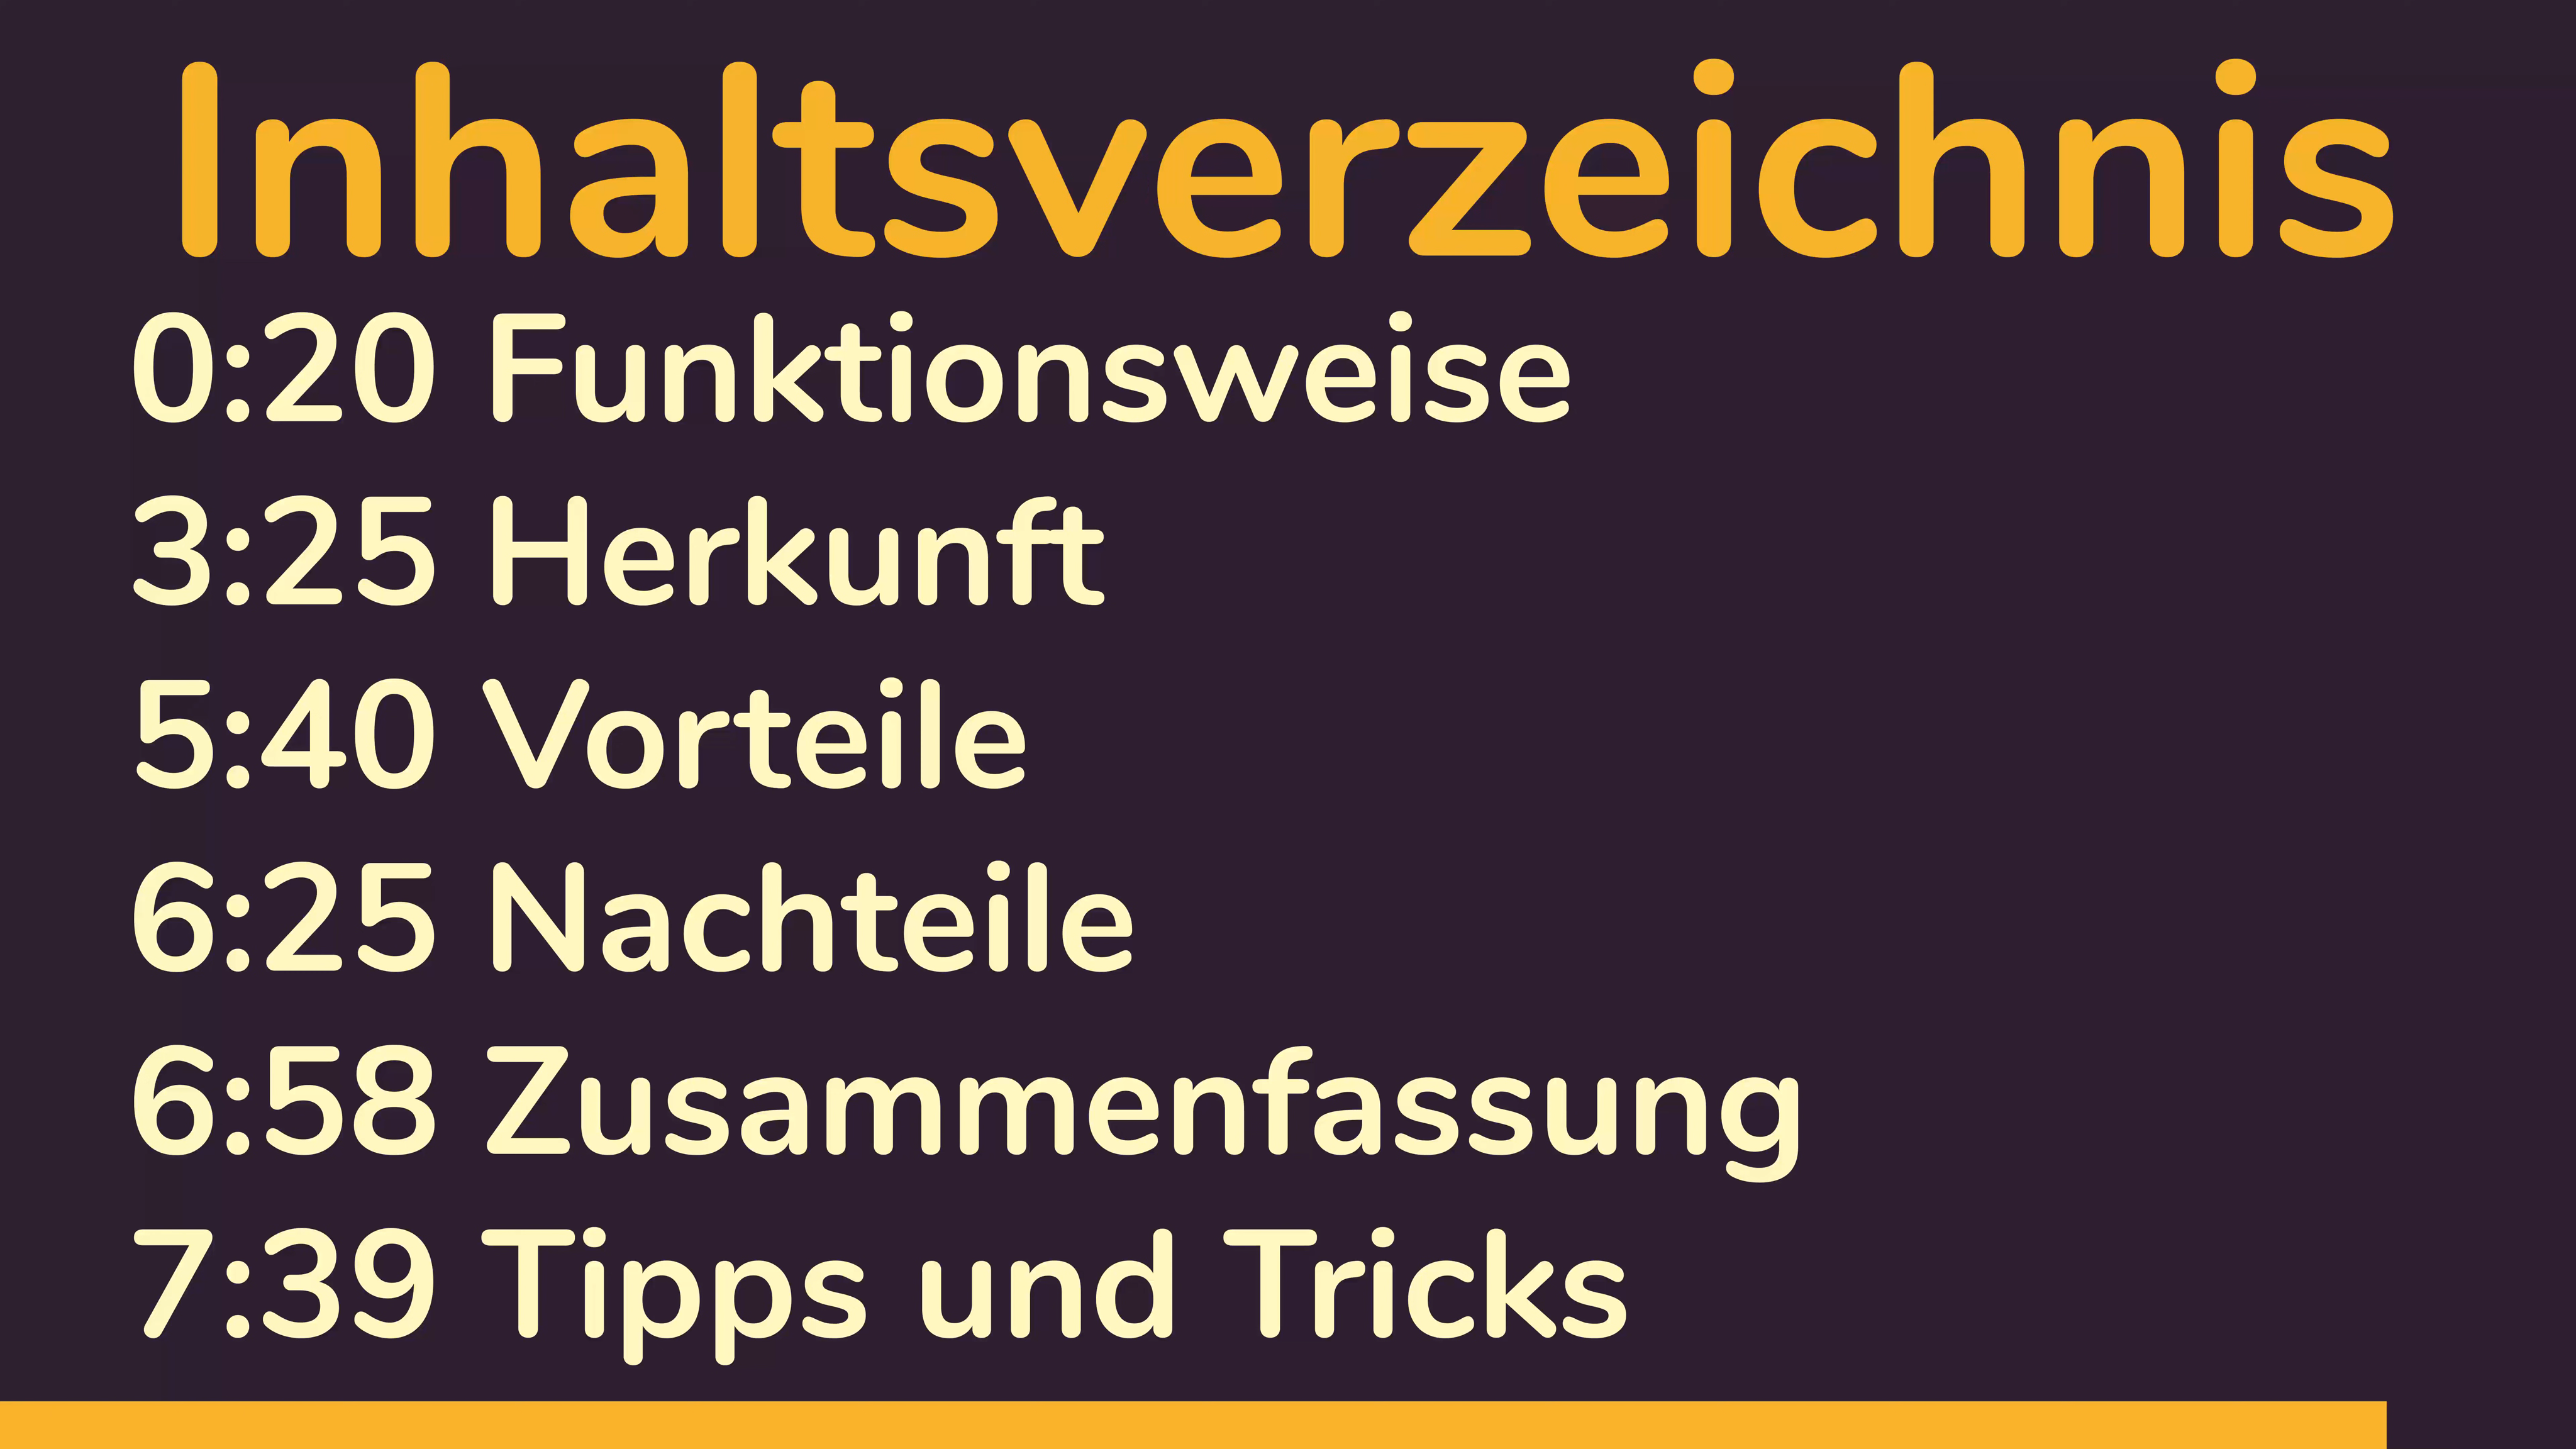 Inhaltsverzeichnis
0:20 Funktionsweise
3:25 Herkunft
5:40 Vorteile
6:25 Nachteile
6:58 Zusammenfassung
7:39 Tipps und Tricks